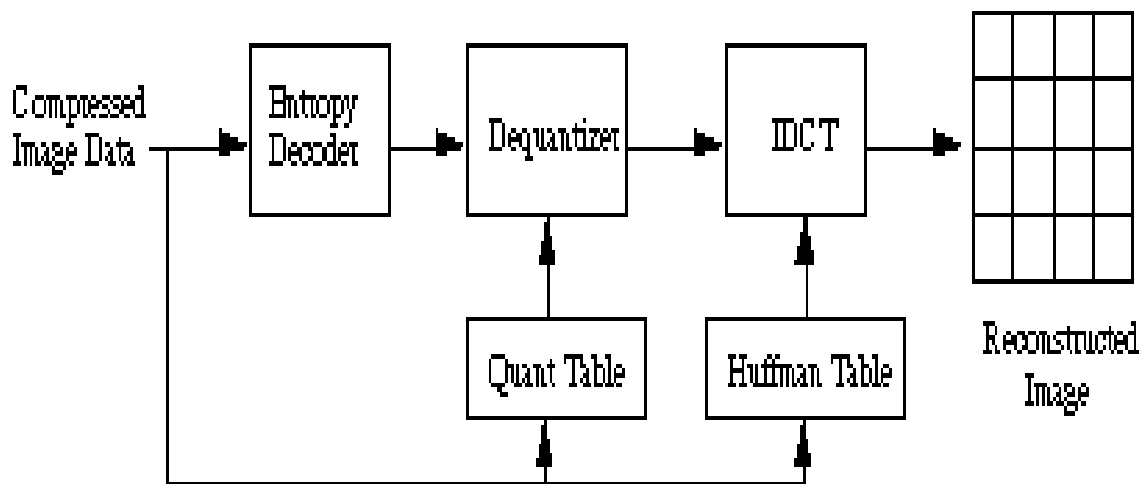 Compressed
Image Data
Entropy
Decoder
Dequantizer
IDCT
Quant Table
Huffman Table
Reconstructed
Image